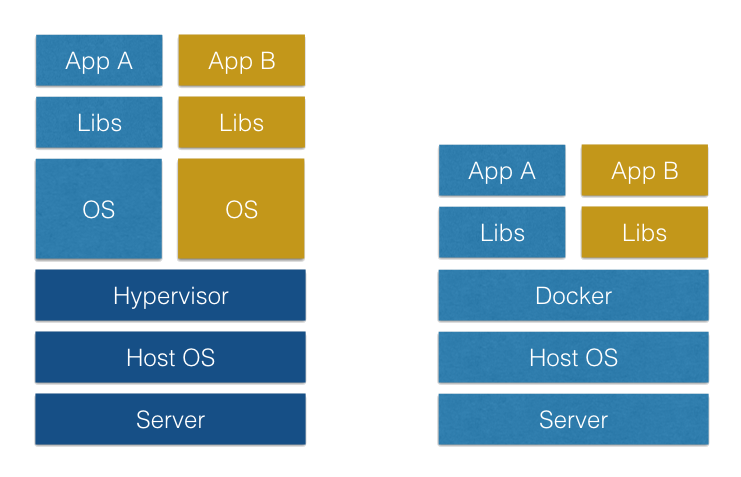 App A
App B
Libs
Libs
OS
OS
Hypervisor
Host OS
Server
App A
App B
Libs
Libs
Docker
Host OS
Server